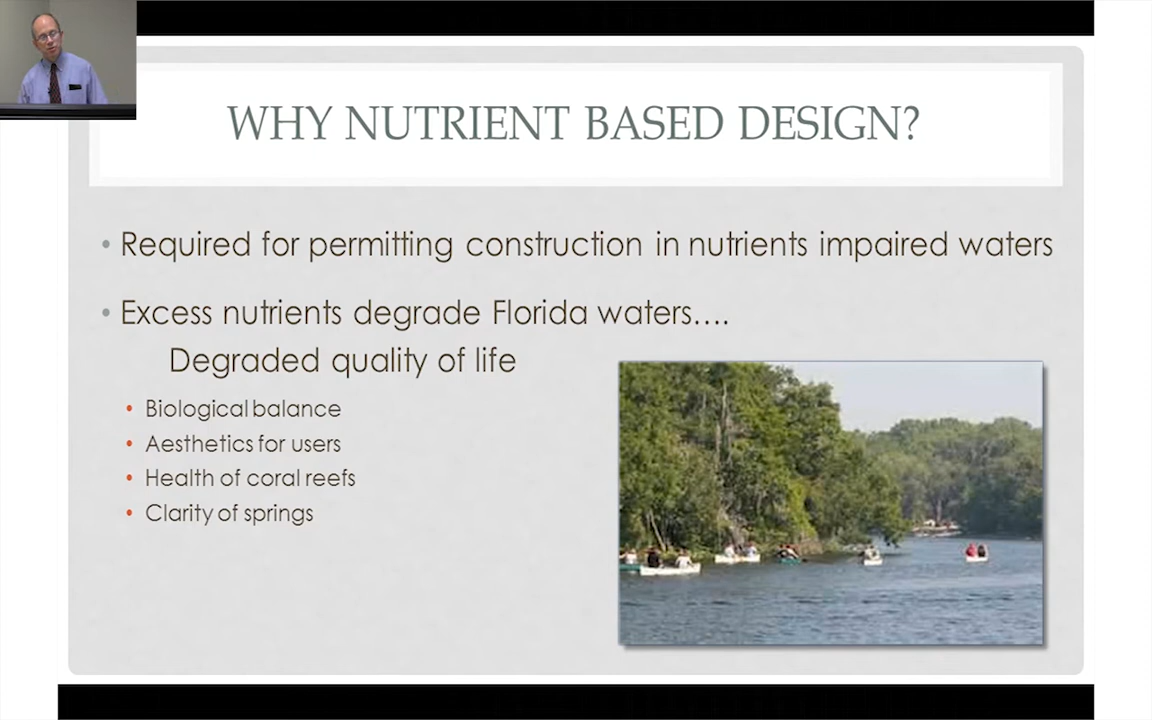 WHY NUTRIENT BASED DESIGN?
• Required for permitting construction in nutrients impaired waters
• Excess nutrients degrade Florida waters….
Degraded quality of life
• Biological balance
• Aesthetics for users
• Health of coral reefs
• Clarity of springs